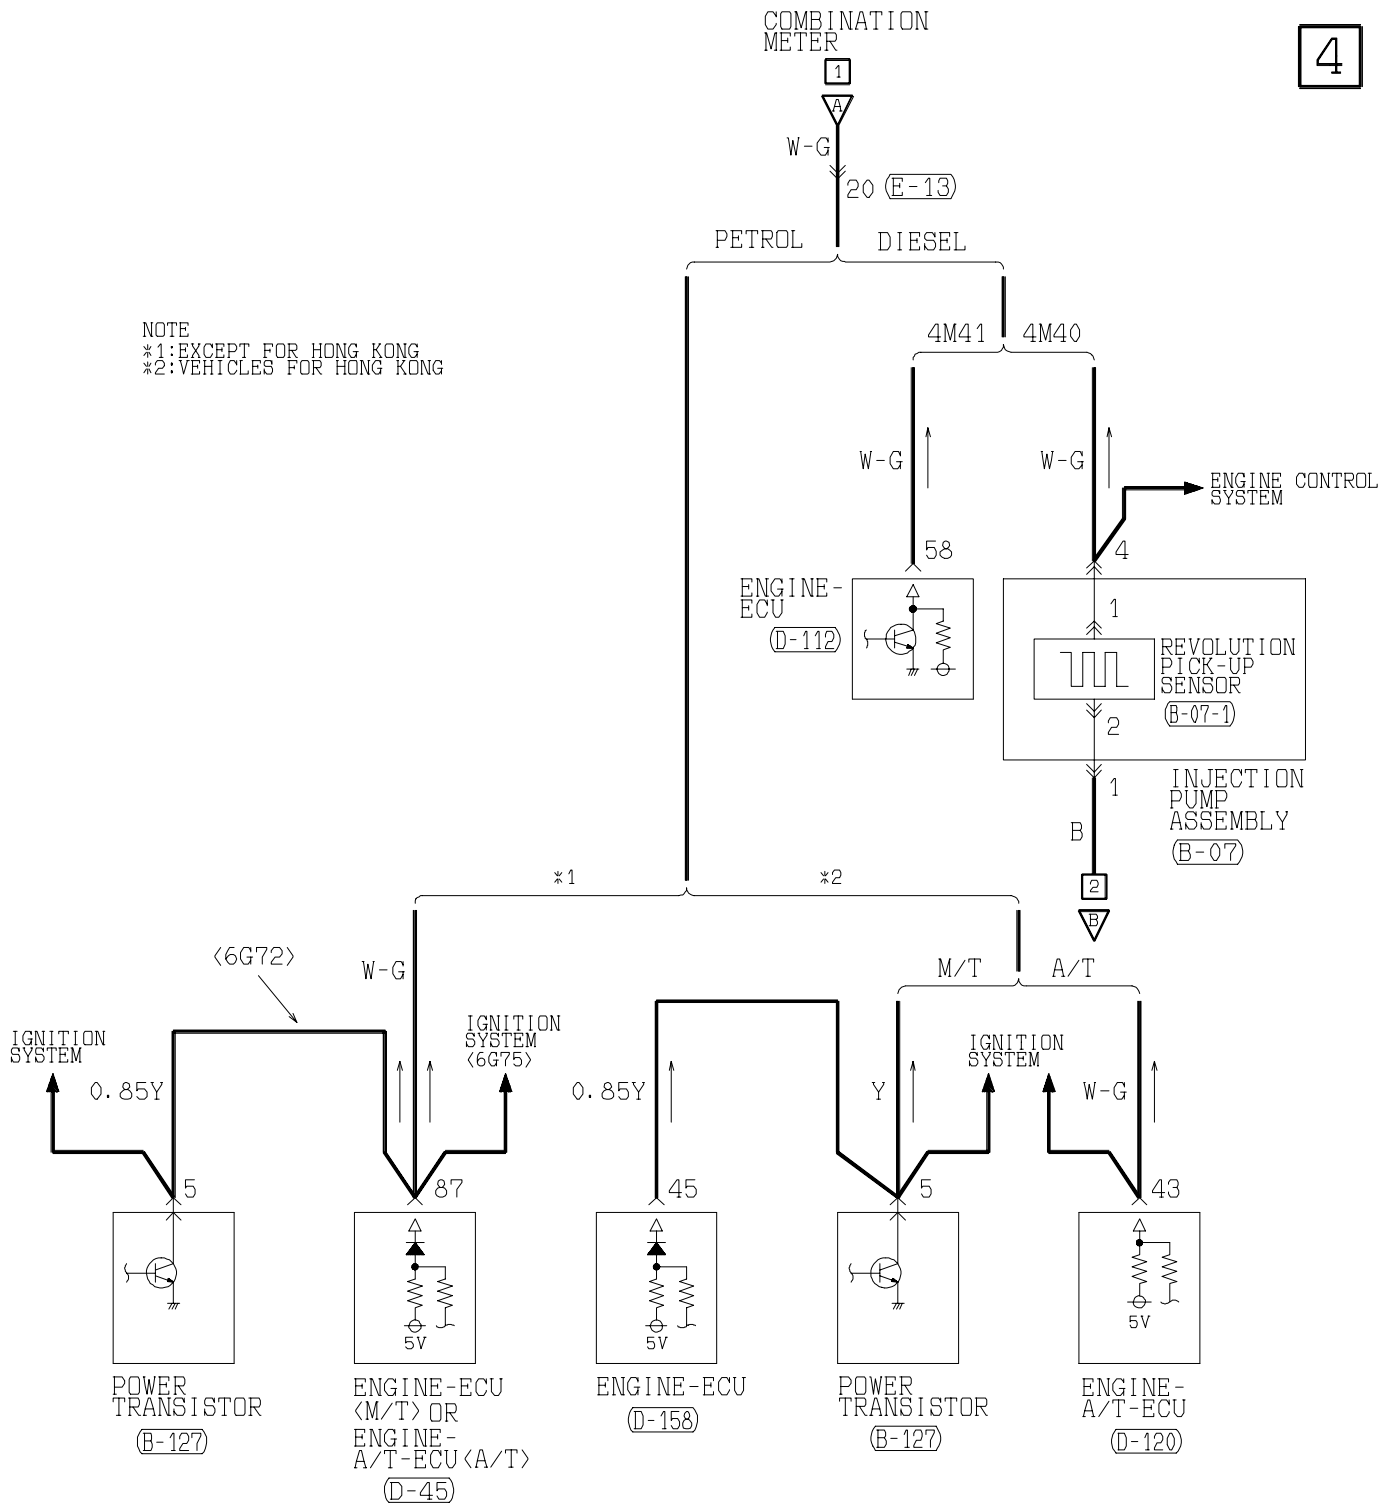 COMBINATION
METER
4
1
A
W-G
20 (E-13)
PETROL DIESEL
NOTE
*1:EXCEPT FOR HONG KONG
*2:VEHICLES FOR HONG KONG
4M41 4M40
W-G
W-G
ENGINE CONTROL
SYSTEM
58
4
ENGINE-
ECU
(D-112)
1
REVOLUTION
PICK-UP
SENSOR
(B-07-1)
2
1
INJECTION
PUMP
ASSEMBLY
(B-07)
B
2
B
*1 *2
<6G72>
W-G
M/T A/T
IGNITION
SYSTEM
IGNITION
SYSTEM
<6G75>
IGNITION
SYSTEM
0.85Y
0.85Y
Y
W-G
5
87
45
5
43
5V
5V
5V
POWER
TRANSISTOR
(B-127)
ENGINE-ECU
<M/T> OR
ENGINE-
A/T-ECU<A/T>
(D-45)
ENGINE-ECU
(D-158)
POWER
TRANSISTOR
(B-127)
ENGINE-
A/T-ECU
(D-120)